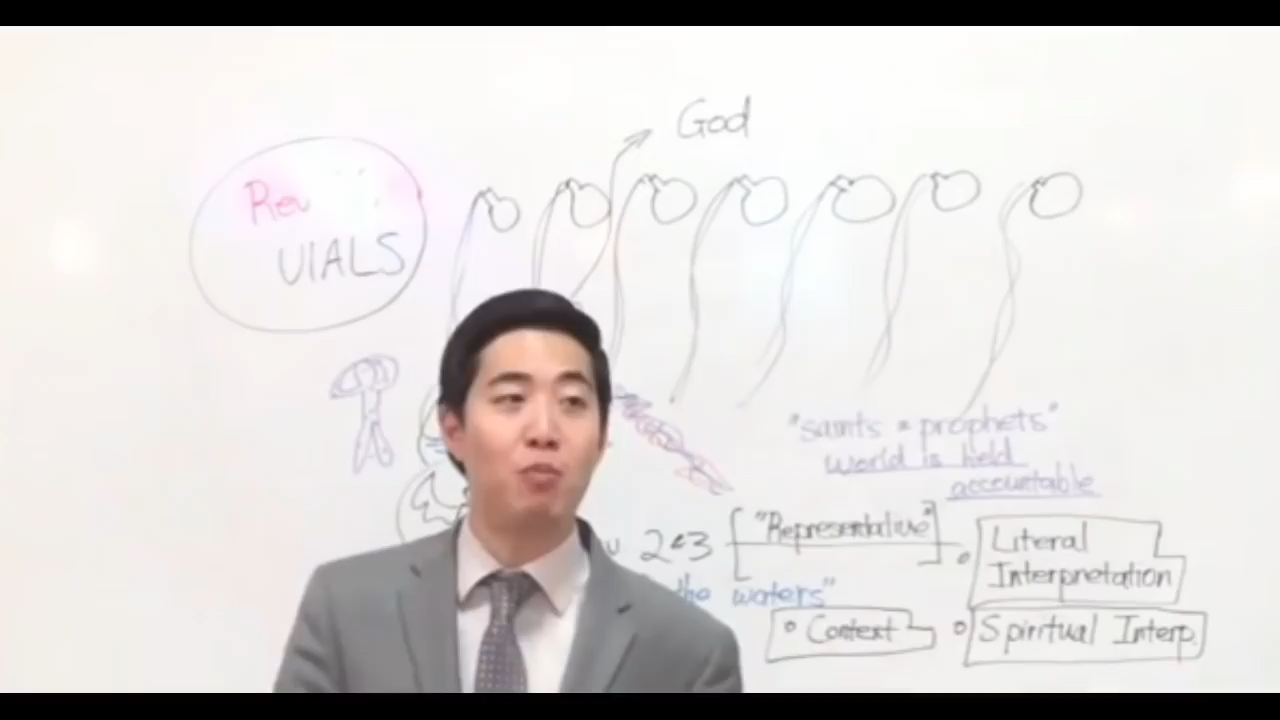 God
Rev
VIALS
"saints & prophets"
world is held
accountable
2&3 ["Representative"]
the waters"
Literal
Interpretation
Context
Spiritual Interp.